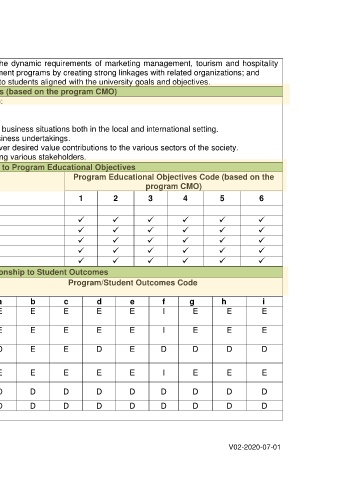 he dynamic requirements of marketing management, tourism and hospitality
ment programs by creating strong linkages with related organizations; and
to students aligned with the university goals and objectives.
s (based on the program CMO)
:
business situations both in the local and international setting.
siness undertakings.
ver desired value contributions to the various sectors of the society.
ng various stakeholders.
to Program Educational Objectives
Program Educational Objectives Code (based on the
program CMO)
1 2 3 4 5 6
✓ ✓ ✓ ✓ ✓ ✓
✓ ✓ ✓ ✓ ✓ ✓
✓ ✓ ✓ ✓ ✓ ✓
✓ ✓ ✓ ✓ ✓ ✓
✓ ✓ ✓ ✓ ✓ ✓
onship to Student Outcomes
Program/Student Outcomes Code
a b c d e f g h i
E E E E E I E E E
E E E E E I E E E
D E E D E D D D D
E E E E E I E E E
D D D D D D D D D
D D D D D D D D D
V02-2020-07-01